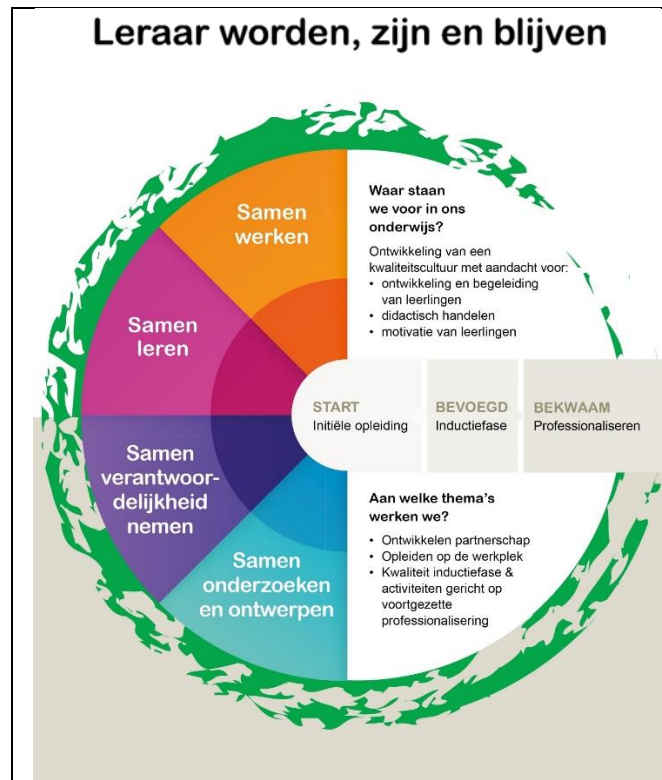 Leraar worden, zijn en blijven
Samen
werken
Samen
leren
Samen
verantwoor-
delijkheid
nemen
Samen
onderzoeken
en ontwerpen
Waar staan
we voor in ons
onderwijs?
Ontwikkeling van een
kwaliteitscultuur met aandacht voor:
• ontwikkeling en begeleiding
van leerlingen
• didactisch handelen
• motivatie van leerlingen
START
Initiële opleiding
BEVOEGD
Inductiefase
BEKWAAM
Professionaliseren
Aan welke thema's
werken we?
• Ontwikkelen partnerschap
• Opleiden op de werkplek
• Kwaliteit inductiefase &
activiteiten gericht op
voortgezette
professionalisering